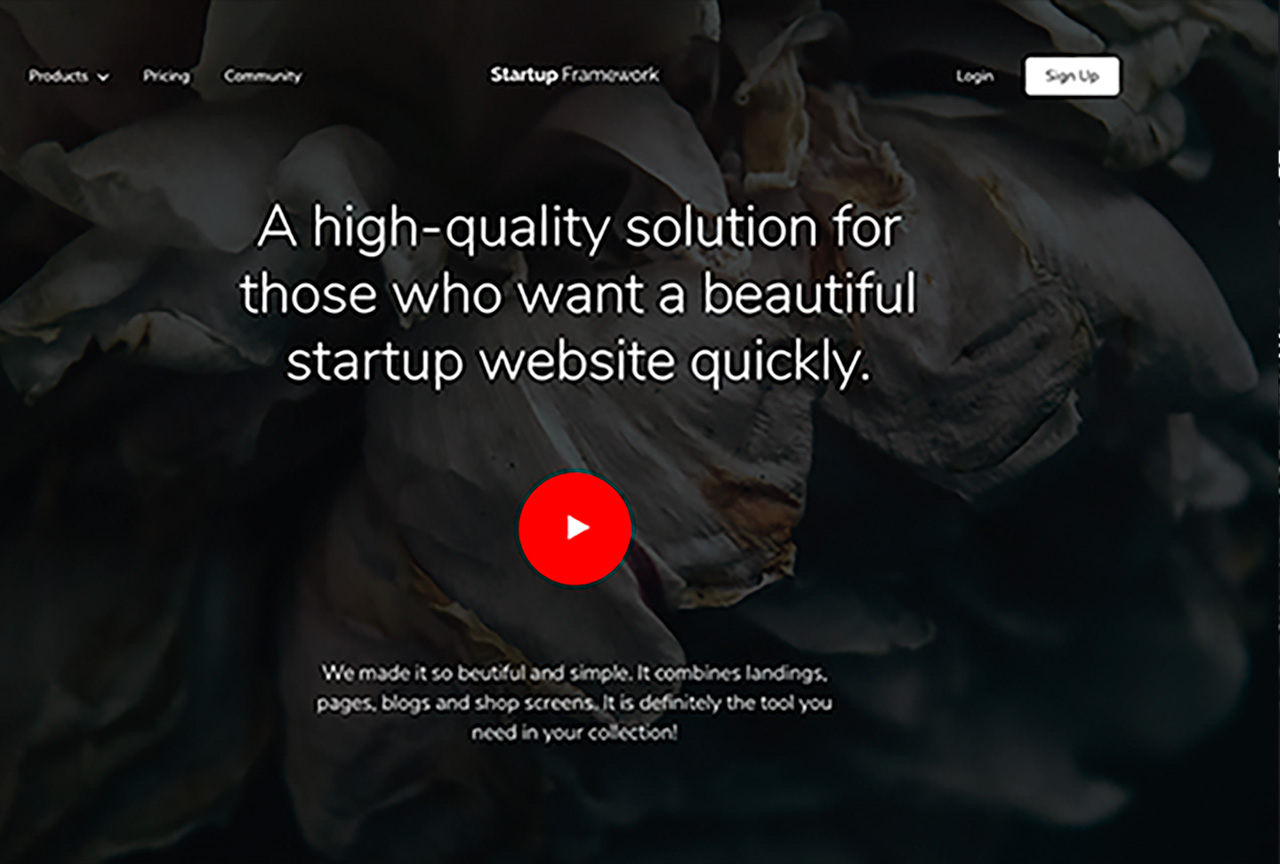 Products Pricing Community Startup Framework Login Sign Up
A high-quality solution for
those who want a beautiful
startup website quickly.
We made it so beutiful and simple. It combines landings,
pages, blogs and shop screens. It is definitely the tool you
need in your collection!